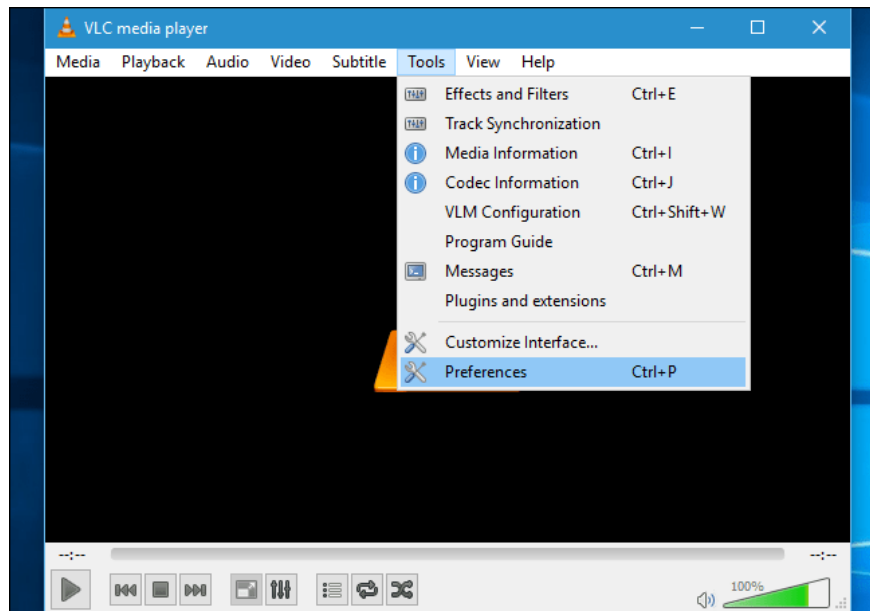 VLC media player
Media Playback Audio Video Subtitle Tools View Help
Effects and Filters Ctrl+E
Track Synchronization
Media Information Ctrl+I
Codec Information Ctrl+J
VLM Configuration Ctrl+Shift+W
Program Guide
Messages Ctrl+M
Plugins and extensions
Customize Interface...
Preferences Ctrl+P
--:-- --:--
100%